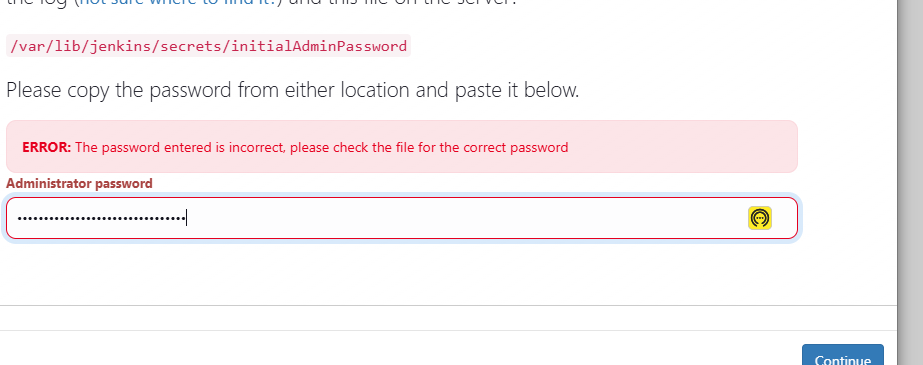 the log (not sure where to find it?) and this file on the server:
/var/lib/jenkins/secrets/initialAdminPassword
Please copy the password from either location and paste it below.
ERROR: The password entered is incorrect, please check the file for the correct password
Administrator password
••••••••••••••••••••••••••••••••
Continue